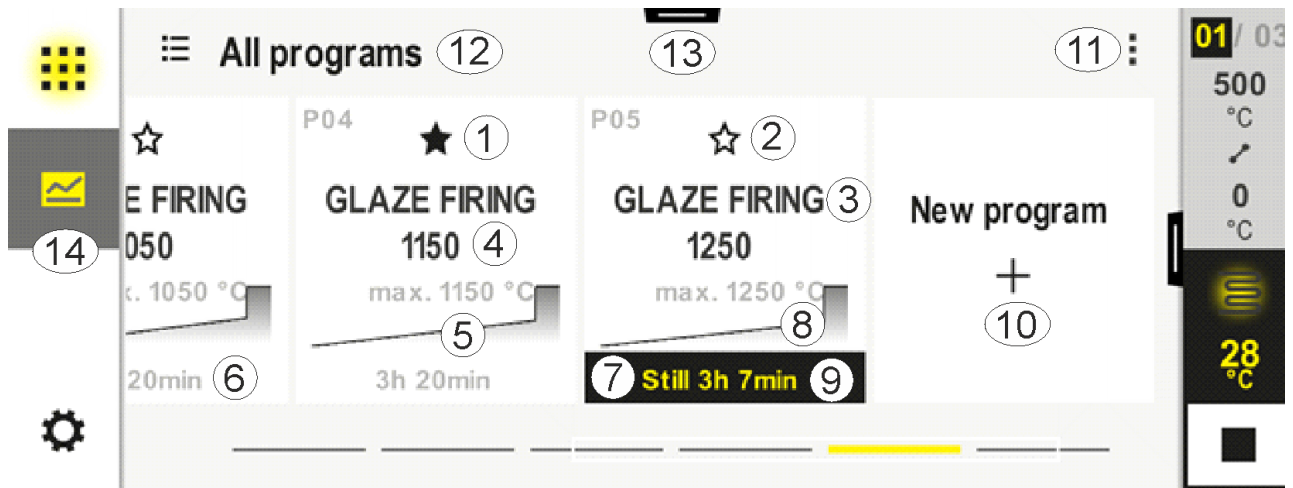 All programs 12
13
11
01/ 03
500
°C
0
°C
28
°C
14
E FIRING
050
x. 1050 °C
20min 6
P04
1
GLAZE FIRING
1150 4
max. 1150 °C
5
3h 20min
P05
2
GLAZE FIRING 3
1250
max. 1250 °C
8
7 Still 3h 7min 9
New program
+
10